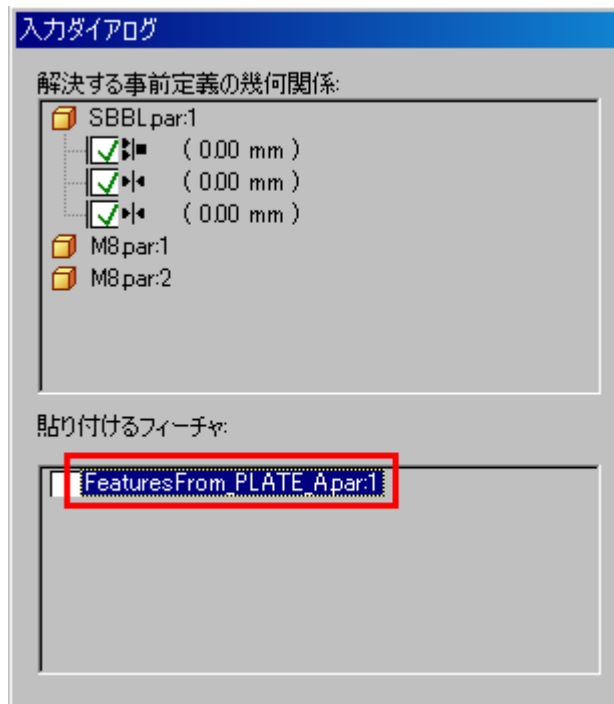 入力ダイアログ
解決する事前定義の幾何関係:
SBBL.par:1
( 0.00 mm )
( 0.00 mm )
( 0.00 mm )
M8.par:1
M8.par:2
貼り付けるフィーチャ:
FeaturesFrom_PLATE_A.par:1